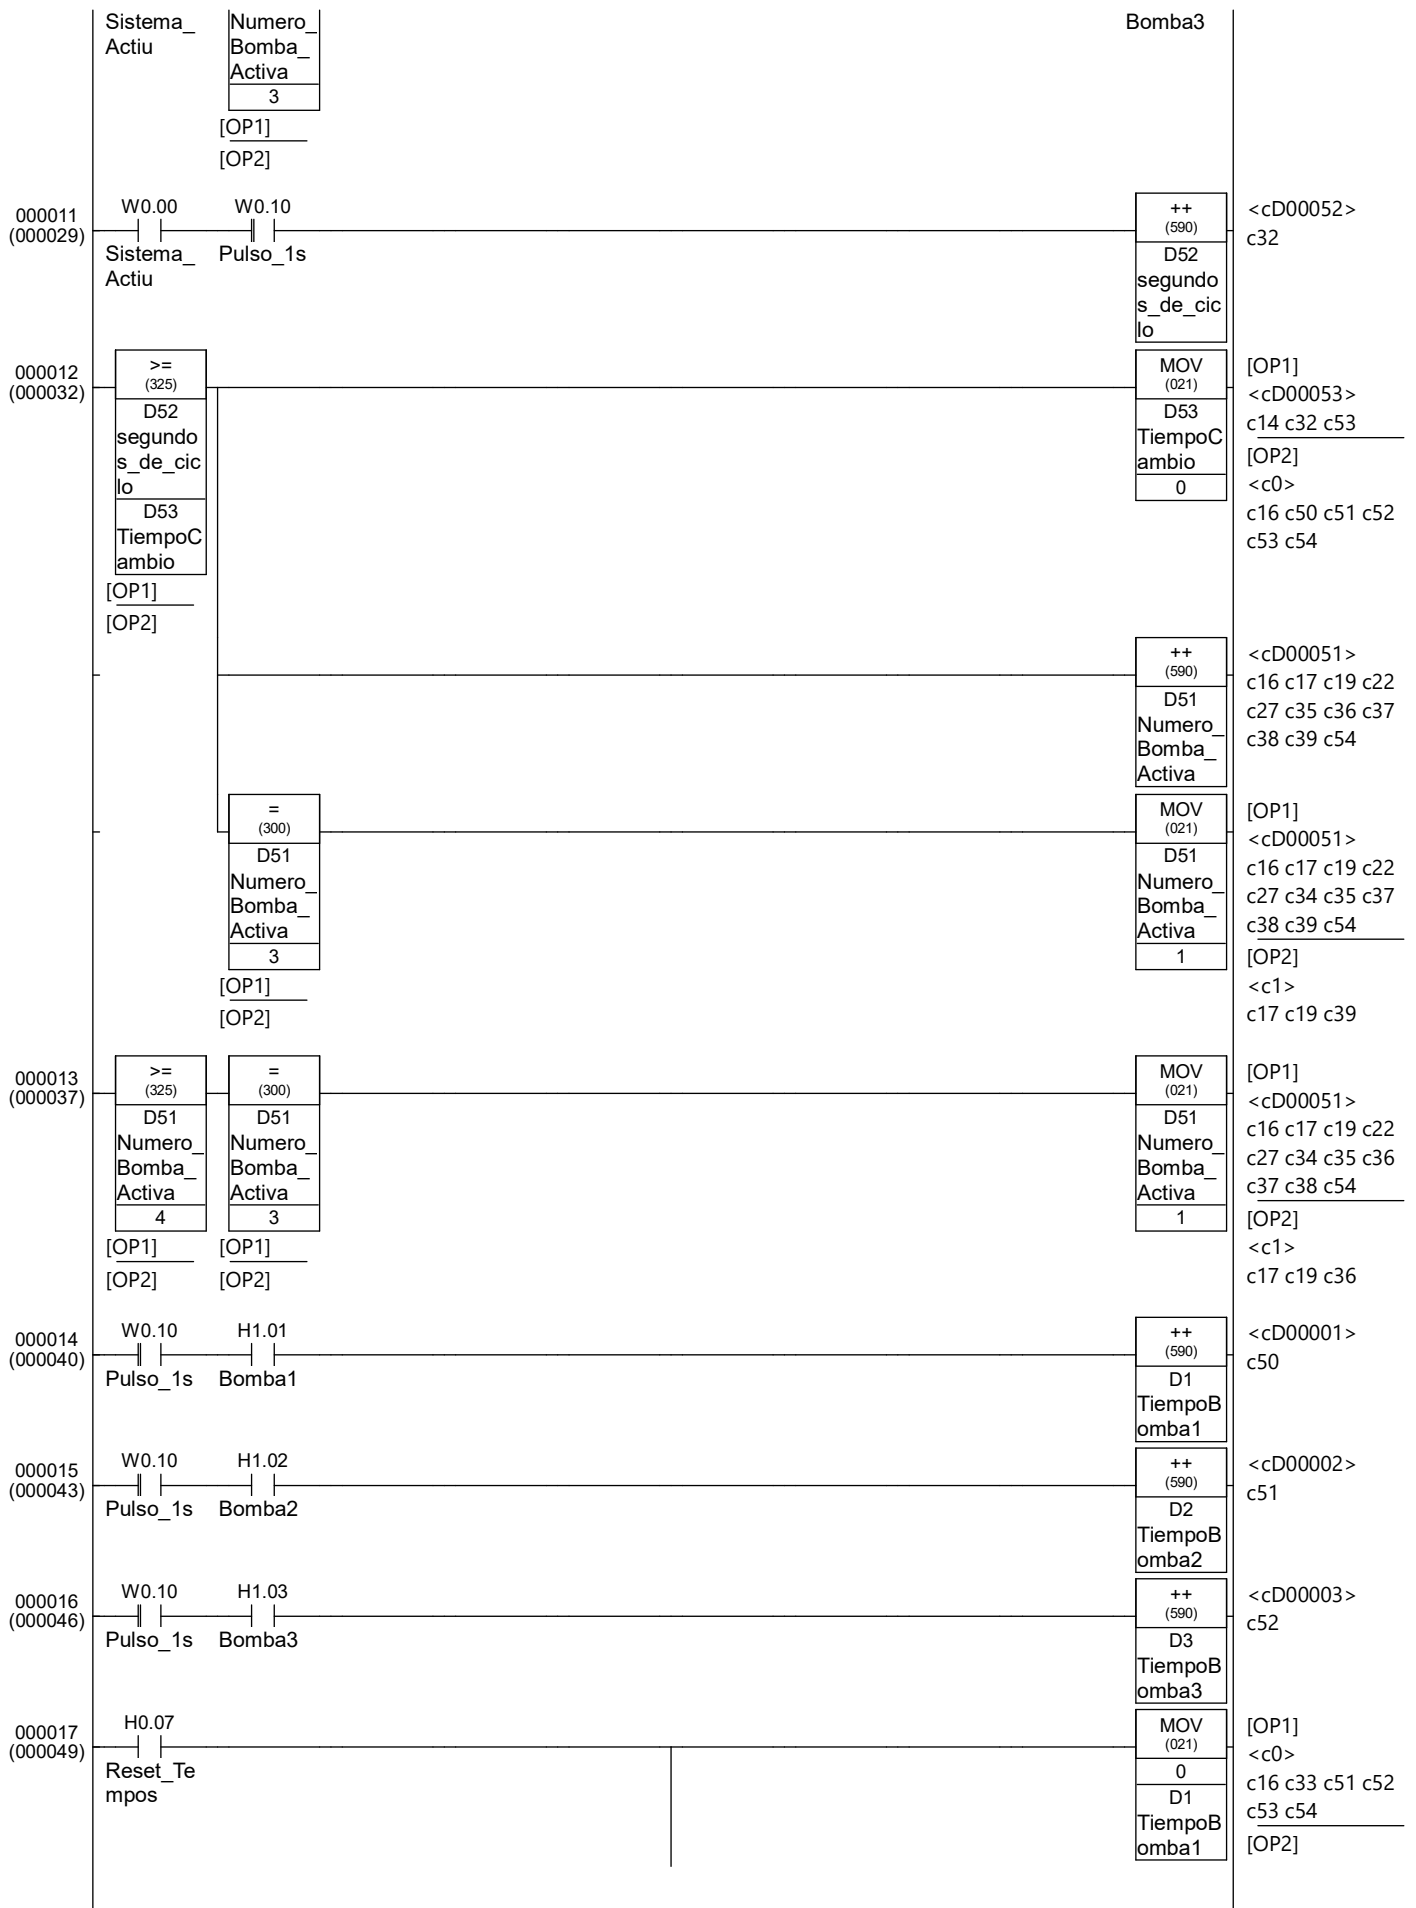 Sistema_
Actiu
Numero_
Bomba_
Activa
3
[OP1]
[OP2]
Bomba3
000011
(000029)
W0.00
Sistema_
Actiu
W0.10
Pulso_1s
++
(590)
D52
segundo
s_de_cic
lo
<cD00052>
c32
000012
(000032)
>=
(325)
D52
segundo
s_de_cic
lo
D53
TiempoC
ambio
[OP1]
[OP2]
MOV
(021)
D53
TiempoC
ambio
0
[OP1]
<cD00053>
c14 c32 c53
[OP2]
<c0>
c16 c50 c51 c52
c53 c54
++
(590)
D51
Numero_
Bomba_
Activa
<cD00051>
c16 c17 c19 c22
c27 c35 c36 c37
c38 c39 c54
=
(300)
D51
Numero_
Bomba_
Activa
3
[OP1]
[OP2]
MOV
(021)
D51
Numero_
Bomba_
Activa
1
[OP1]
<cD00051>
c16 c17 c19 c22
c27 c34 c35 c37
c38 c39 c54
[OP2]
<c1>
c17 c19 c39
000013
(000037)
>=
(325)
D51
Numero_
Bomba_
Activa
4
[OP1]
[OP2]
=
(300)
D51
Numero_
Bomba_
Activa
3
[OP1]
[OP2]
MOV
(021)
D51
Numero_
Bomba_
Activa
1
[OP1]
<cD00051>
c16 c17 c19 c22
c27 c34 c35 c36
c37 c38 c54
[OP2]
<c1>
c17 c19 c36
000014
(000040)
W0.10
Pulso_1s
H1.01
Bomba1
++
(590)
D1
TiempoB
omba1
<cD00001>
c50
000015
(000043)
W0.10
Pulso_1s
H1.02
Bomba2
++
(590)
D2
TiempoB
omba2
<cD00002>
c51
000016
(000046)
W0.10
Pulso_1s
H1.03
Bomba3
++
(590)
D3
TiempoB
omba3
<cD00003>
c52
000017
(000049)
H0.07
Reset_Te
mpos
MOV
(021)
0
D1
TiempoB
omba1
[OP1]
<c0>
c16 c33 c51 c52
c53 c54
[OP2]